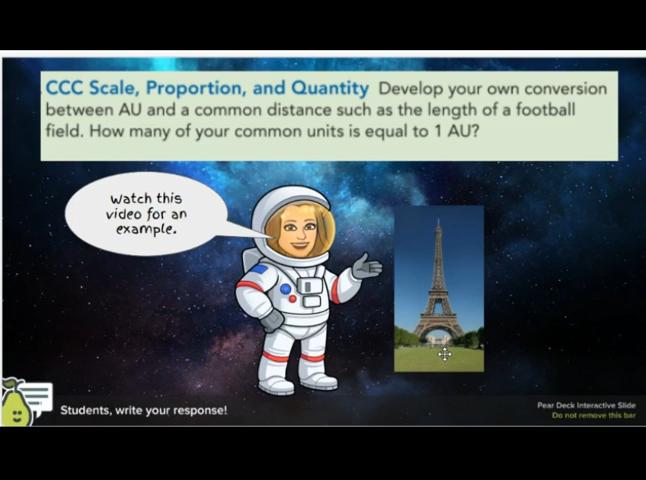 CCC Scale, Proportion, and Quantity Develop your own conversion
between AU and a common distance such as the length of a football
field. How many of your common units is equal to 1 AU?
Watch this
video for an
example.
Students, write your response!
Pear Deck Interactive Slide
Do not remove this bar